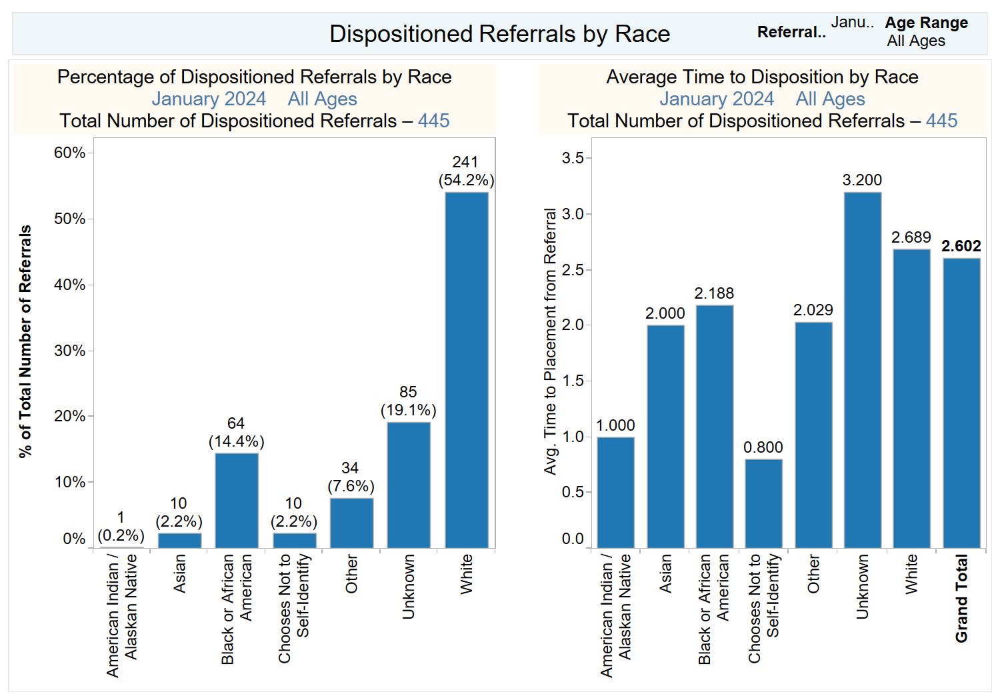 Dispositioned Referrals by Race
Referral..
Janu..
Age Range
All Ages
Percentage of Dispositioned Referrals by Race
January 2024 All Ages
Total Number of Dispositioned Referrals – 445
% of Total Number of Referrals
60%
50%
40%
30%
20%
10%
0%
1
(0.2%)
10
(2.2%)
64
(14.4%)
10
(2.2%)
34
(7.6%)
85
(19.1%)
241
(54.2%)
American Indian /
Alaskan Native
Asian
Black or African
American
Chooses Not to
Self-Identify
Other
Unknown
White
Average Time to Disposition by Race
January 2024 All Ages
Total Number of Dispositioned Referrals – 445
Avg. Time to Placement from Referral
3.5
3.0
2.5
2.0
1.5
1.0
0.5
0.0
1.000
2.000
2.188
0.800
2.029
3.200
2.689
2.602
American Indian /
Alaskan Native
Asian
Black or African
American
Chooses Not to
Self-Identify
Other
Unknown
White
Grand Total